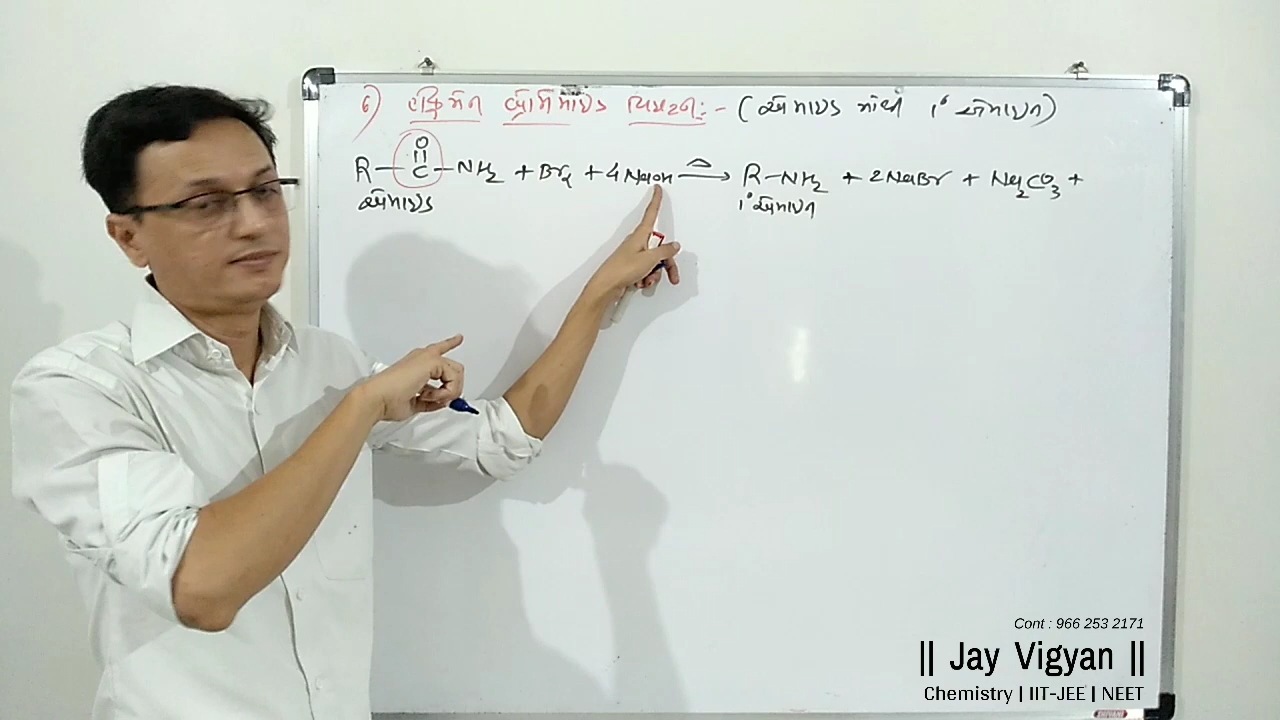 6) હોફમેન બ્રોમેમાઇડ વિઘટન :- (એમાઇડ માંથી 1° એમાઇન)
O
R-C-NH2 + Br2 + 4NaOH △→ R-NH2 + 2NaBr + Na2CO3 +
એમાઇડ 1° એમાઇન
Cont : 966 253 2171
|| Jay Vigyan ||
Chemistry | IIT-JEE | NEET